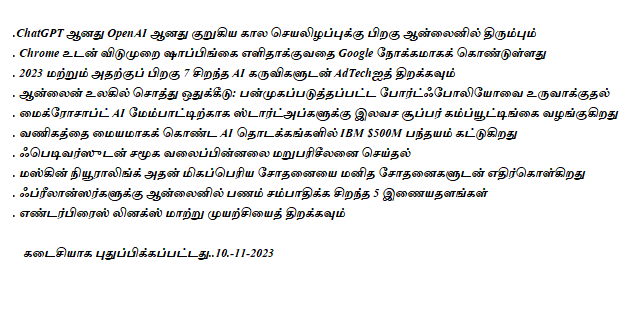 .ChatGPT ஆனது OpenAI ஆனது குறுகிய கால செயலிழப்புக்கு பிறகு ஆன்லைனில் திரும்பும்
. Chrome உடன் விடுமுறை ஷாப்பிங்கை எளிதாக்குவதை Google நோக்கமாகக் கொண்டுள்ளது
. 2023 மற்றும் அதற்குப் பிறகு 7 சிறந்த AI கருவிகளுடன் AdTechஐத் திறக்கவும்
. ஆன்லைன் உலகில் சொத்து ஒதுக்கீடு: பன்முகப்படுத்தப்பட்ட போர்ட்ஃபோலியோவை உருவாக்குதல்
. மைக்ரோசாப்ட் AI மேம்பாட்டிற்காக ஸ்டார்ட்அப்களுக்கு இலவச சூப்பர் கம்ப்யூட்டிங்கை வழங்குகிறது
. வணிகத்தை மையமாகக் கொண்ட AI தொடக்கங்களில் IBM $500M பந்தயம் கட்டுகிறது
. ஃபெடிவர்ஸுடன் சமூக வலைப்பின்னலை மறுபரிசீலனை செய்தல்
. மஸ்கின் நியூராலிங்க் அதன் மிகப்பெரிய சோதனையை மனித சோதனைகளுடன் எதிர்கொள்கிறது
. ஃப்ரீலான்ஸர்களுக்கு ஆன்லைனில் பணம் சம்பாதிக்க சிறந்த 5 இணையதளங்கள்
. எண்டர்பிரைஸ் லினக்ஸ் மாற்று முயற்சியைத் திறக்கவும்
கடைசியாக புதுப்பிக்கப்பட்டது..10.-11-2023